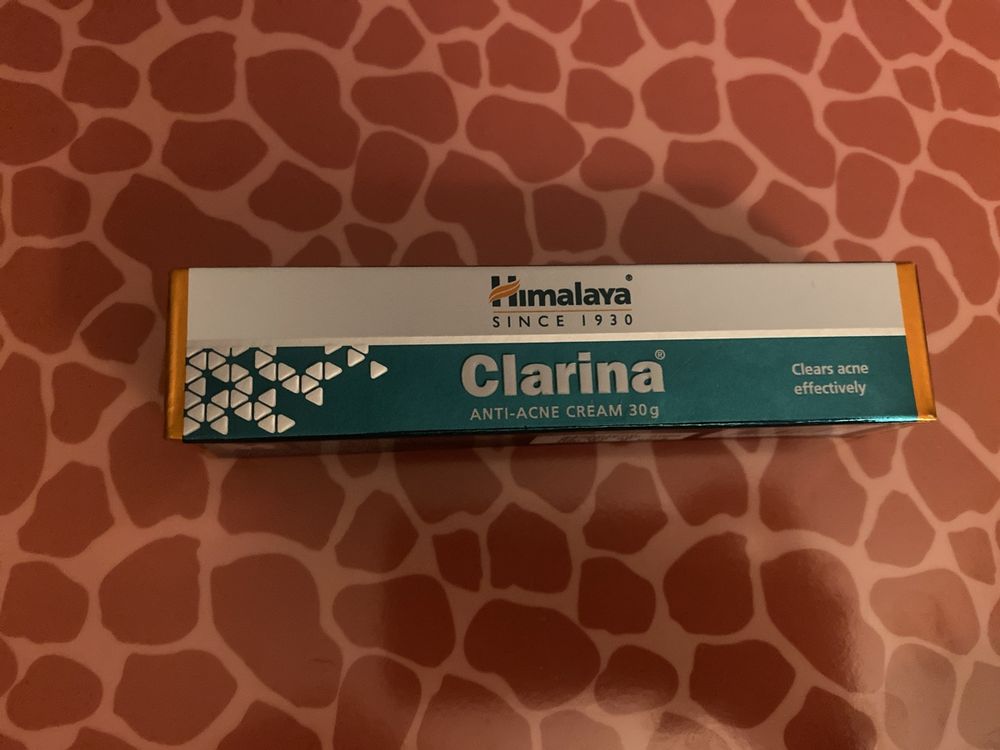 Himalaya®
SINCE 1930
Clarina®
ANTI-ACNE CREAM 30g
Clears acne
effectively